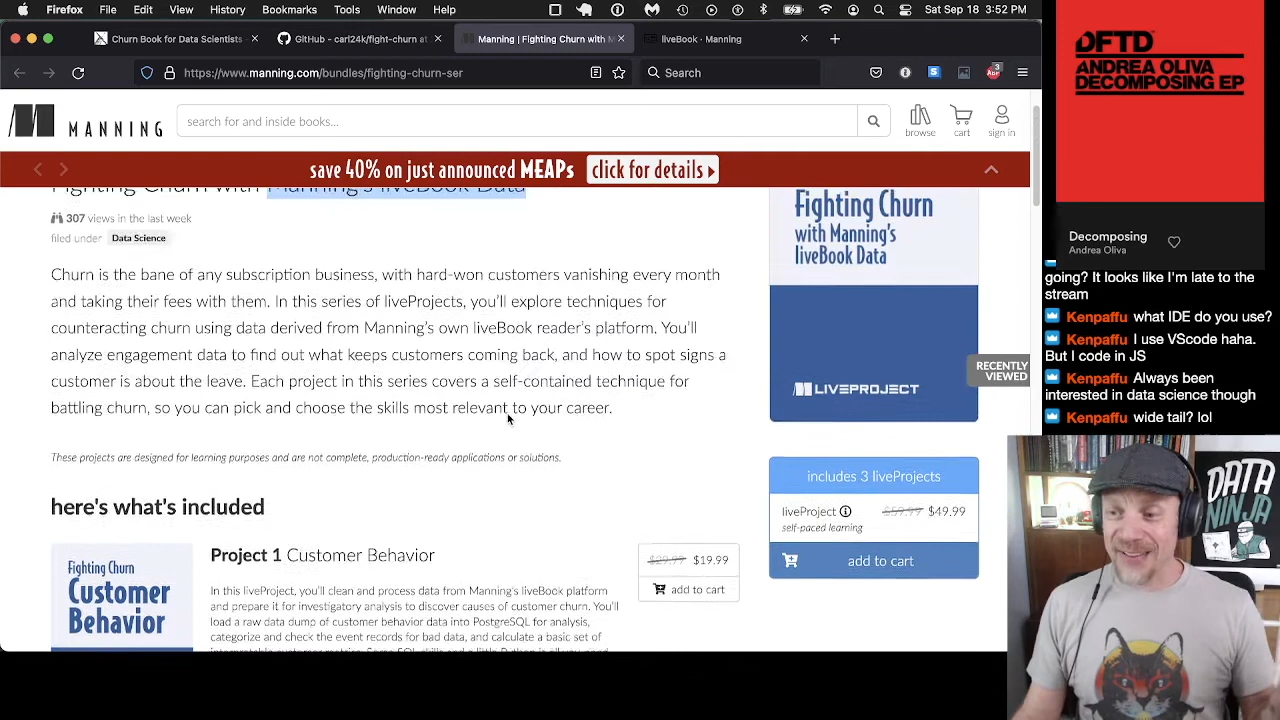 Firefox File Edit View History Bookmarks Tools Window Help
Sat Sep 18 3:52 PM
Churn Book for Data Scientists
GitHub - carl24k/fight-churn at
Manning | Fighting Churn with M
liveBook · Manning
https://www.manning.com/bundles/fighting-churn-ser
Search
3
MANNING
search for and inside books...
browse
cart
sign in
save 40% on just announced MEAPs
click for details
Fighting Churn with Manning's liveBook Data
307 views in the last week
filed under Data Science
Churn is the bane of any subscription business, with hard-won customers vanishing every month
and taking their fees with them. In this series of liveProjects, you'll explore techniques for
counteracting churn using data derived from Manning's own liveBook reader's platform. You'll
analyze engagement data to find out what keeps customers coming back, and how to spot signs a
customer is about the leave. Each project in this series covers a self-contained technique for
battling churn, so you can pick and choose the skills most relevant to your career.
These projects are designed for learning purposes and are not complete, production-ready applications or solutions.
here's what's included
Fighting Churn
Customer
Behavior
Project 1 Customer Behavior
In this liveProject, you'll clean and process data from Manning's liveBook platform
and prepare it for investigatory analysis to discover causes of customer churn. You'll
load a raw data dump of customer behavior data into PostgreSQL for analysis,
categorize and check the event records for bad data, and calculate a basic set of
$29.99 $19.99
add to cart
Fighting Churn
with Manning's
liveBook Data
LIVEPROJECT
RECENTLY
VIEWED
includes 3 liveProjects
liveProject
$59.99 $49.99
self-paced learning
add to cart
DFTD
ANDREA OLIVA
DECOMPOSING EP
Decomposing
Andrea Oliva
going? It looks like I'm late to the
stream
Kenpaffu what IDE do you use?
Kenpaffu I use VScode haha.
But I code in JS
Kenpaffu Always been
interested in data science though
Kenpaffu wide tail? lol
DATA
NINJA